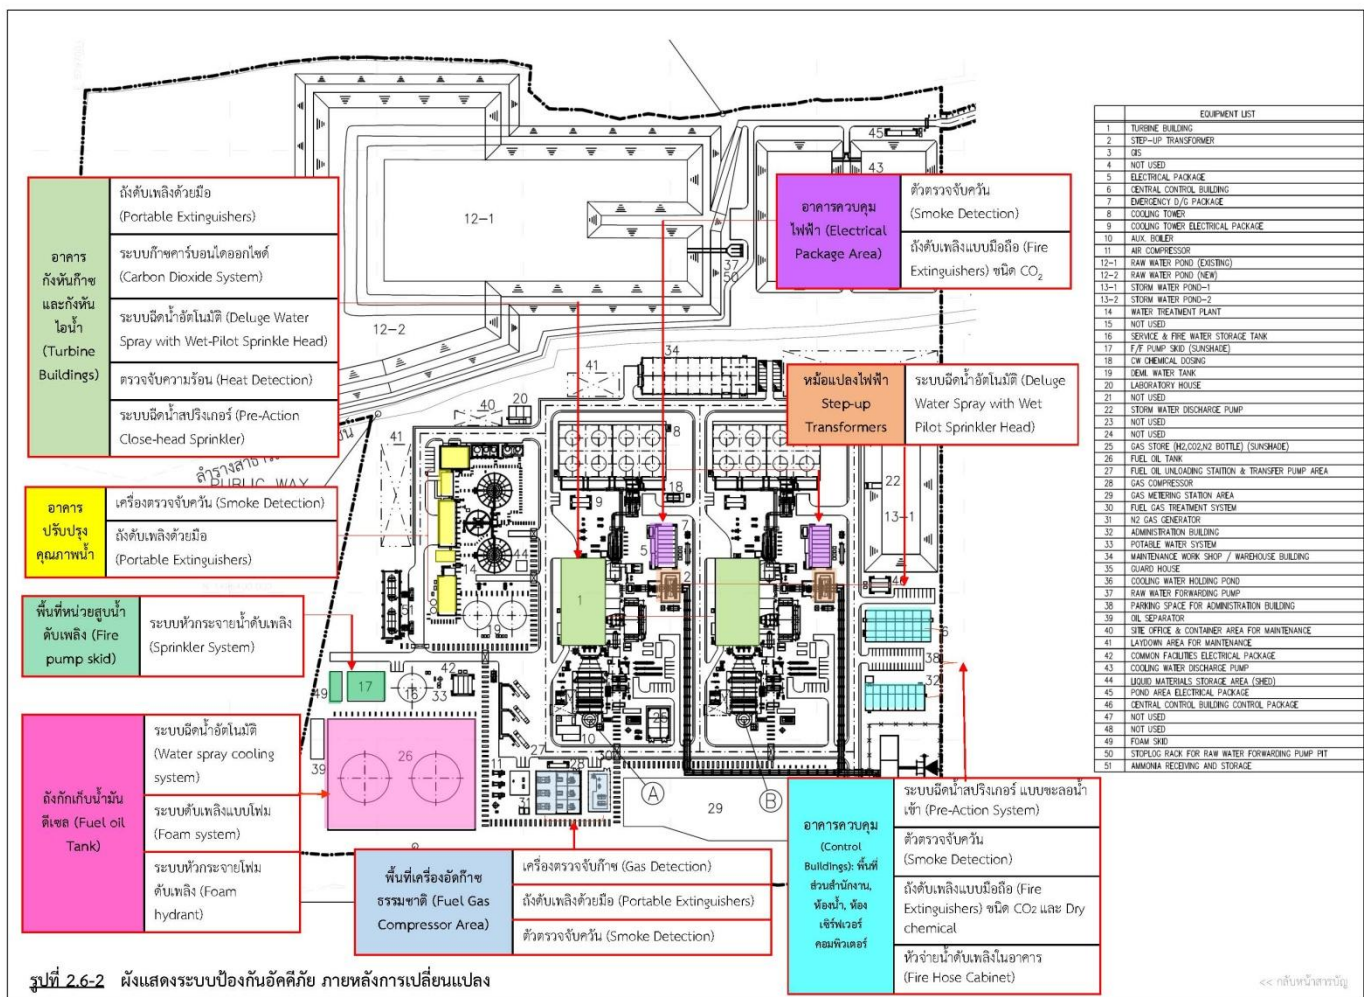 อาคาร
กังหันก๊าซ
และกังหัน
ไอน้ำ
(Turbine
Buildings)
ถังดับเพลิงด้วยมือ
(Portable Extinguishers)
ระบบก๊าซคาร์บอนไดออกไซด์
(Carbon Dioxide System)
ระบบฉีดน้ำอัตโนมัติ (Deluge Water
Spray with Wet-Pilot Sprinkle Head)
ตรวจจับความร้อน (Heat Detection)
ระบบฉีดน้ำสปริงเกอร์ (Pre-Action
Close-head Sprinkler)
อาคาร
ปรับปรุง
คุณภาพน้ำ
เครื่องตรวจจับควัน (Smoke Detection)
ถังดับเพลิงด้วยมือ
(Portable Extinguishers)
พื้นที่หน่วยสูบน้ำ
ดับเพลิง (Fire
pump skid)
ระบบหัวกระจายน้ำดับเพลิง
(Sprinkler System)
ถังกักเก็บน้ำมัน
ดีเซล (Fuel oil
Tank)
ระบบฉีดน้ำอัตโนมัติ
(Water spray cooling
system)
ระบบดับเพลิงแบบโฟม
(Foam system)
ระบบหัวกระจายโฟม
ดับเพลิง (Foam
hydrant)
พื้นที่เครื่องอัดก๊าซ
ธรรมชาติ (Fuel Gas
Compressor Area)
เครื่องตรวจจับก๊าซ (Gas Detection)
ถังดับเพลิงด้วยมือ (Portable Extinguishers)
ตัวตรวจจับควัน (Smoke Detection)
อาคารควบคุม
ไฟฟ้า (Electrical
Package Area)
ตัวตรวจจับควัน
(Smoke Detection)
ถังดับเพลิงแบบมือถือ (Fire
Extinguishers) ชนิด CO₂
หม้อแปลงไฟฟ้า
Step-up
Transformers
ระบบฉีดน้ำอัตโนมัติ (Deluge
Water Spray with Wet
Pilot Sprinkler Head)
อาคารควบคุม
(Control
Buildings): พื้นที่
ส่วนสำนักงาน,
ห้องน้ำ, ห้อง
เซิร์ฟเวอร์
คอมพิวเตอร์
ระบบฉีดน้ำสปริงเกอร์ แบบชะลอน้ำ
เข้า (Pre-Action System)
ตัวตรวจจับควัน
(Smoke Detection)
ถังดับเพลิงแบบมือถือ (Fire
Extinguishers) ชนิด CO2 และ Dry
chemical
หัวจ่ายน้ำดับเพลิงในอาคาร
(Fire Hose Cabinet)
12-1
12-2
45
43
37
50
34
41
40
20
41
8
26
9
18
7
5
2
22
13-1
PUBLIC WAY
44
14
19
1
46
6
38
32
49
17
16
42
33
39
26
27
28
30
11
31
10
25
29
A
B
51
EQUIPMENT LIST
1 TURBINE BUILDING
2 STEP-UP TRANSFORMER
3 GIS
4 NOT USED
5 ELECTRICAL PACKAGE
6 CENTRAL CONTROL BUILDING
7 EMERGENCY D/G PACKAGE
8 COOLING TOWER
9 COOLING TOWER ELECTRICAL PACKAGE
10 AUX. BOILER
11 AIR COMPRESSOR
12-1 RAW WATER POND (EXISTING)
12-2 RAW WATER POND (NEW)
13-1 STORM WATER POND-1
13-2 STORM WATER POND-2
14 WATER TREATMENT PLANT
15 NOT USED
16 SERVICE & FIRE WATER STORAGE TANK
17 F/F PUMP SKID (SUNSHADE)
18 CW CHEMICAL DOSING
19 DEMI. WATER TANK
20 LABORATORY HOUSE
21 NOT USED
22 STORM WATER DISCHARGE PUMP
23 NOT USED
24 NOT USED
25 GAS STORE (H2,CO2,N2 BOTTLE) (SUNSHADE)
26 FUEL OIL TANK
27 FUEL OIL UNLOADING STAITION & TRANSFER PUMP AREA
28 GAS COMPRESSOR
29 GAS METERING STATION AREA
30 FUEL GAS TREATMENT SYSTEM
31 N2 GAS GENERATOR
32 ADMINISTRATION BUILDING
33 POTABLE WATER SYSTEM
34 MAINTENANCE WORK SHOP / WAREHOUSE BUILDING
35 GUARD HOUSE
36 COOLING WATER HOLDING POND
37 RAW WATER FORWARDING PUMP
38 PARKING SPACE FOR ADMINISTRATION BUILDING
39 OIL SEPARATOR
40 SITE OFFICE & CONTAINER AREA FOR MAINTENANCE
41 LAYDOWN AREA FOR MAINTENANCE
42 COMMON FACILITIES ELECTRICAL PACKAGE
43 COOLING WATER DISCHARGE PUMP
44 LIQUID MATERIALS STORAGE AREA (SHED)
45 POND AREA ELECTRICAL PACKAGE
46 CENTRAL CONTROL BUILDING CONTROL PACKAGE
47 NOT USED
48 NOT USED
49 FOAM SKID
50 STOPLOG RACK FOR RAW WATER FORWARDING PUMP PIT
51 AMMONIA RECEIVING AND STORAGE
รูปที่ 2.6-2 ผังแสดงระบบป้องกันอัคคีภัย ภายหลังการเปลี่ยนแปลง
<< กลับหน้าสารบัญ